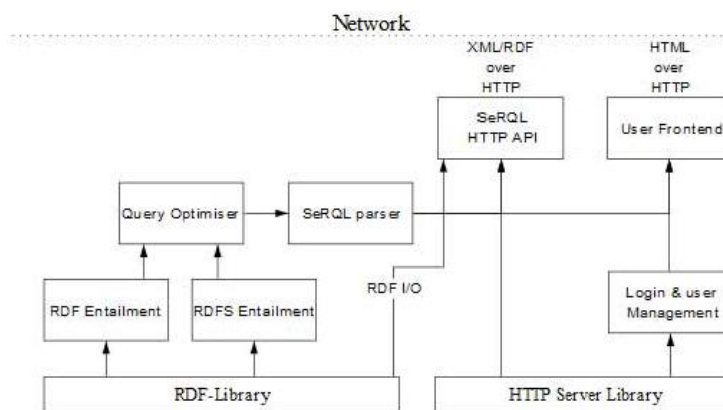 Network
XML/RDF
over
HTTP
HTML
over
HTTP
SeRQL
HTTP API
User Frontend
Query Optimiser
SeRQL parser
RDF Entailment
RDFS Entailment
RDF I/O
Login & user
Management
RDF-Library
HTTP Server Library